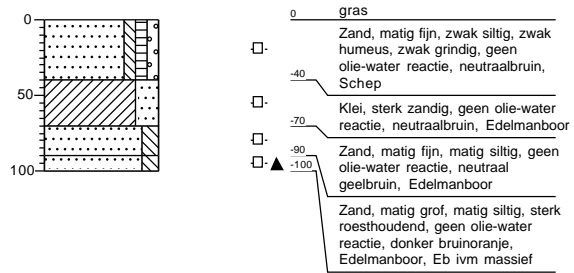 0
50
100
0
gras
Zand, matig fijn, zwak siltig, zwak
humeus, zwak grindig, geen
olie-water reactie, neutraalbruin,
Schep
-40
Klei, sterk zandig, geen olie-water
reactie, neutraalbruin, Edelmanboor
-70
Zand, matig fijn, matig siltig, geen
olie-water reactie, neutraal
geelbruin, Edelmanboor
-90
Zand, matig grof, matig siltig, sterk
roesthoudend, geen olie-water
reactie, donker bruinoranje,
Edelmanboor, Eb ivm massief
-100